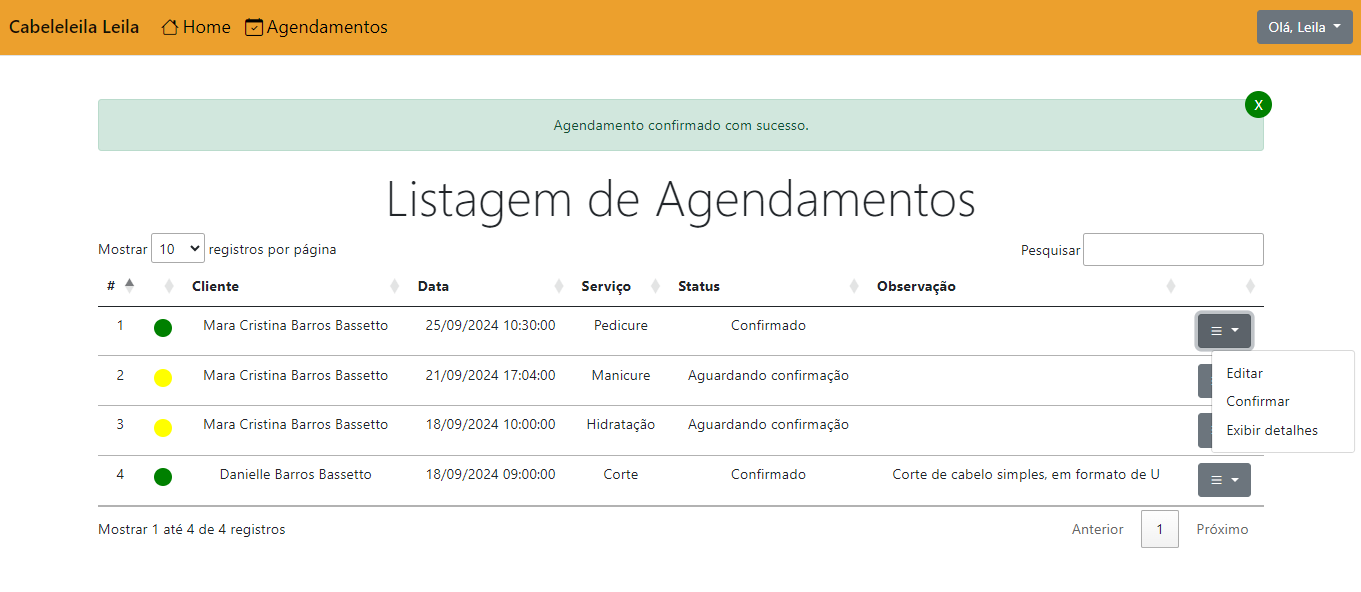 Cabeleleila Leila Home Agendamentos Olá, Leila
X
Agendamento confirmado com sucesso.
Listagem de Agendamentos
Mostrar 10 registros por página Pesquisar
# Cliente Data Serviço Status Observação
1 Mara Cristina Barros Bassetto 25/09/2024 10:30:00 Pedicure Confirmado
2 Mara Cristina Barros Bassetto 21/09/2024 17:04:00 Manicure Aguardando confirmação
Editar
Confirmar
3 Mara Cristina Barros Bassetto 18/09/2024 10:00:00 Hidratação Aguardando confirmação
Exibir detalhes
4 Danielle Barros Bassetto 18/09/2024 09:00:00 Corte Confirmado Corte de cabelo simples, em formato de U
Mostrar 1 até 4 de 4 registros Anterior 1 Próximo